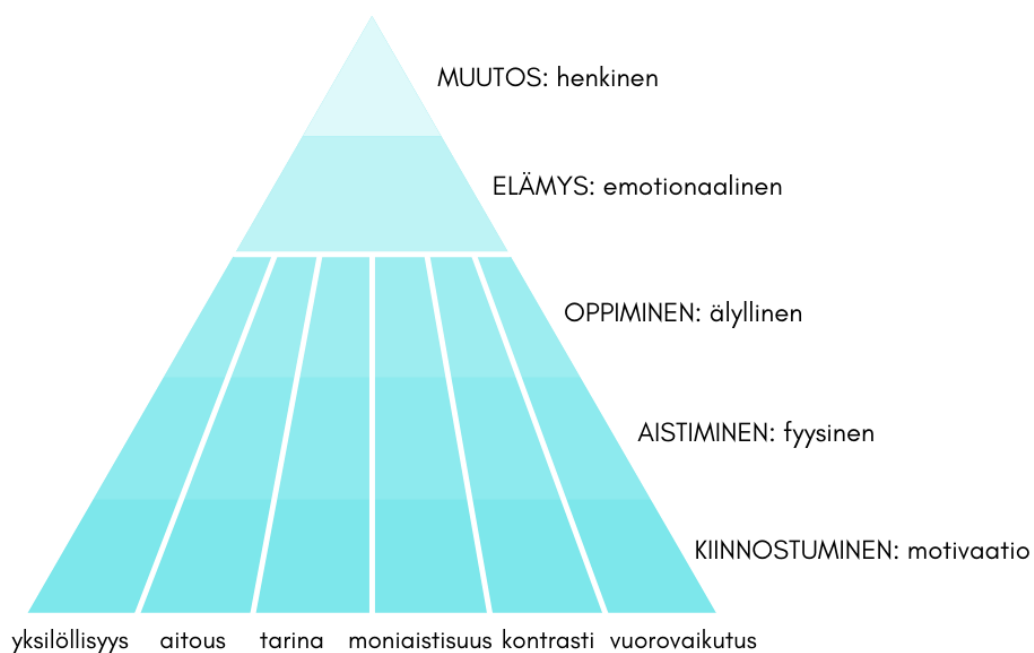 MUUTOS: henkinen
ELÄMYS: emotionaalinen
OPPIMINEN: älyllinen
AISTIMINEN: fyysinen
KIINNOSTUMINEN: motivaatio
yksilöllisyys aitous tarina moniaistisuus kontrasti vuorovaikutus